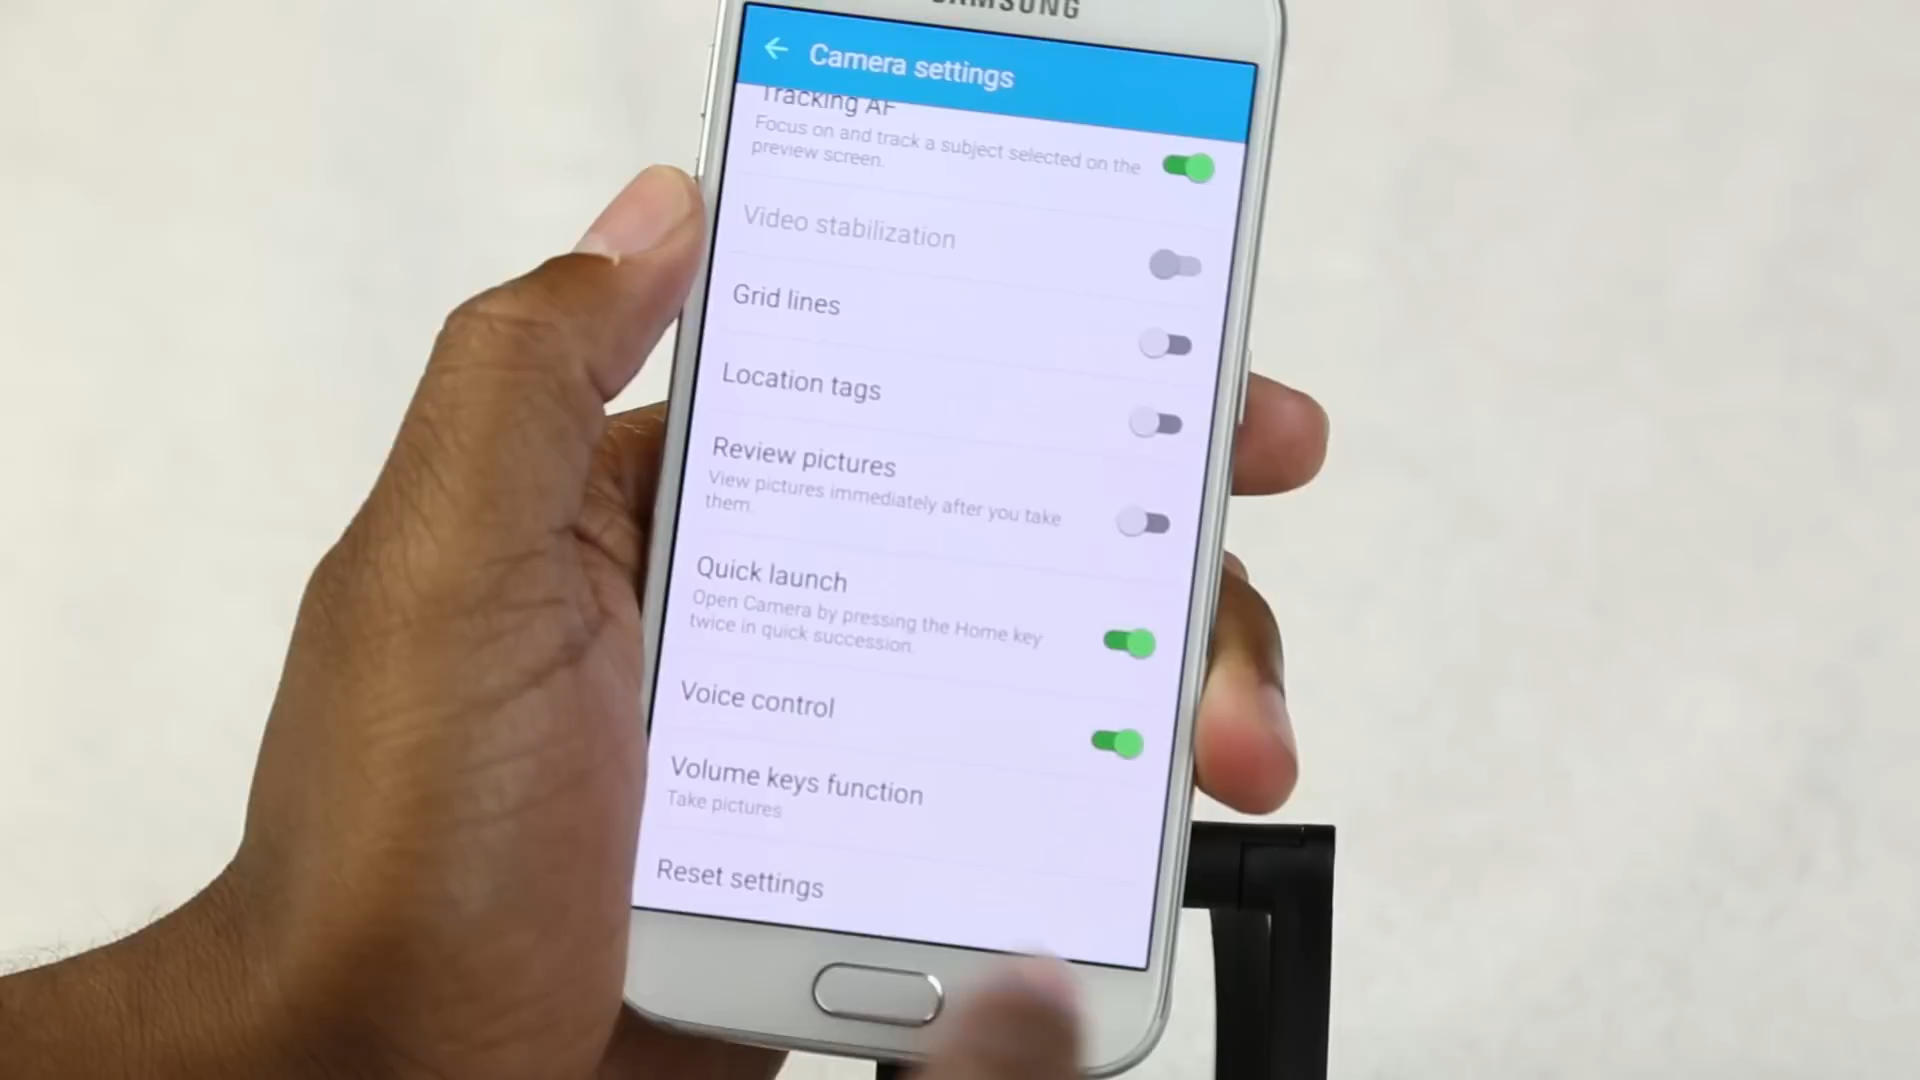 SAMSUNG
Camera settings
Tracking AF
Focus on and track a subject selected on the
preview screen.
Video stabilization
Grid lines
Location tags
Review pictures
View pictures immediately after you take
them.
Quick launch
Open Camera by pressing the Home key
twice in quick succession.
Voice control
Volume keys function
Take pictures
Reset settings